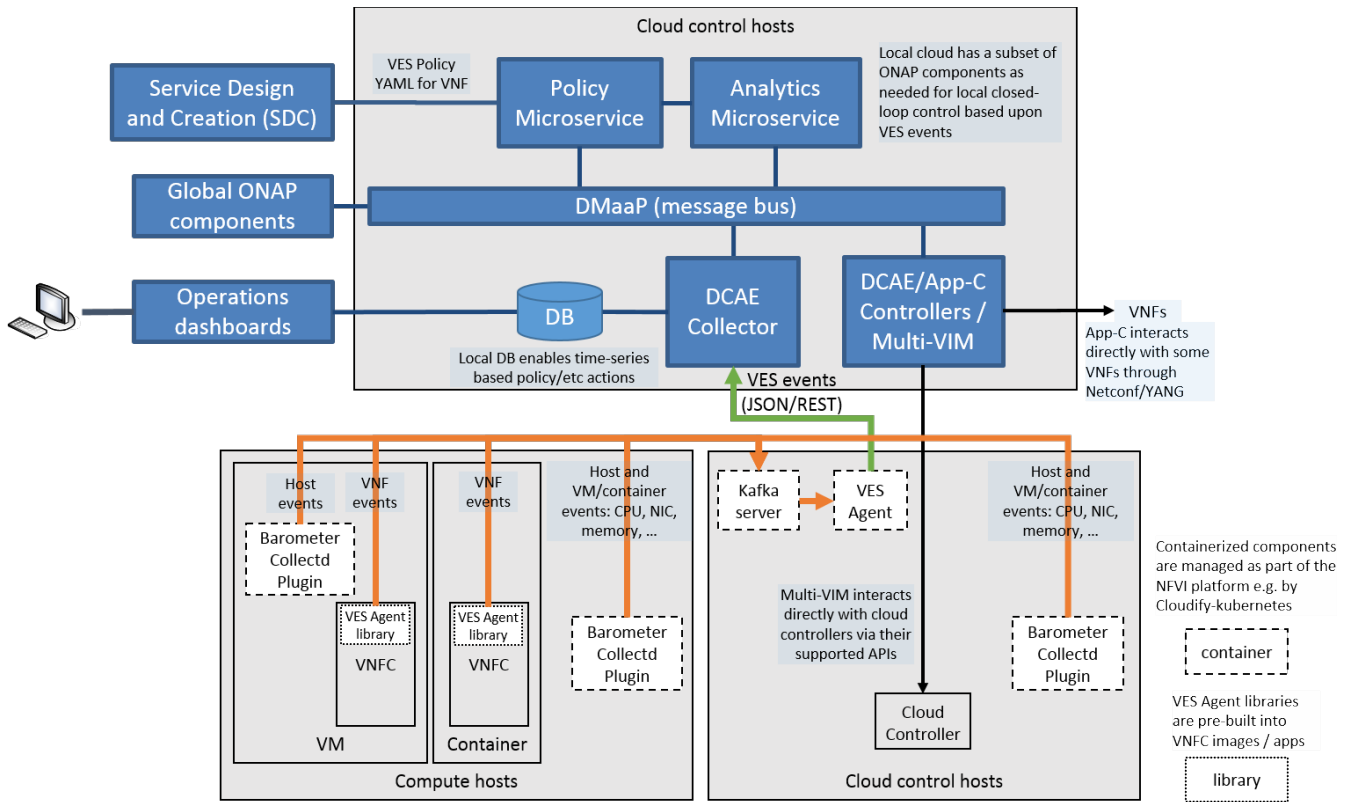 Cloud control hosts
Service Design
and Creation (SDC)
VES Policy
YAML for VNF
Policy
Microservice
Analytics
Microservice
Local cloud has a subset of
ONAP components as
needed for local closed-
loop control based upon
VES events
Global ONAP
components
DMaaP (message bus)
Operations
dashboards
DB
Local DB enables time-series
based policy/etc actions
DCAE
Collector
DCAE/App-C
Controllers /
Multi-VIM
VNFs
App-C interacts
directly with some
VNFs through
Netconf/YANG
VES events
(JSON/REST)
Host
events
VNF
events
VNF
events
Host and
VM/container
events: CPU, NIC,
memory, ...
Barometer
Collectd
Plugin
VES Agent
library
VNFC
VM
VES Agent
library
VNFC
Container
Barometer
Collectd
Plugin
Compute hosts
Kafka
server
VES
Agent
Host and
VM/container
events: CPU, NIC,
memory, ...
Multi-VIM interacts
directly with cloud
controllers via their
supported APIs
Barometer
Collectd
Plugin
Cloud
Controller
Cloud control hosts
Containerized components
are managed as part of the
NFVI platform e.g. by
Cloudify-kubernetes
container
VES Agent libraries
are pre-built into
VNFC images / apps
library